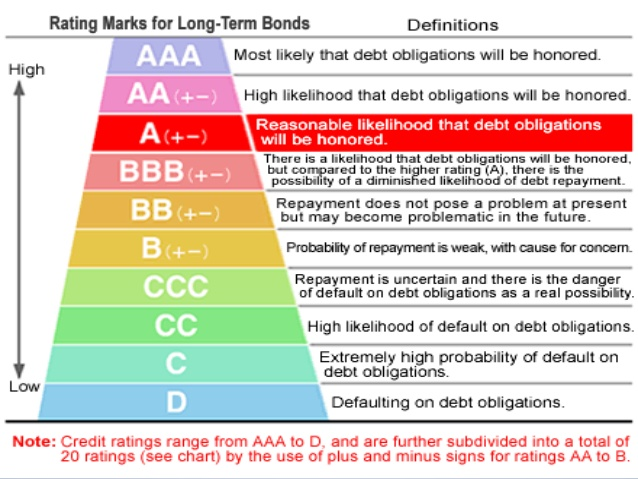 Rating Marks for Long-Term Bonds
Definitions
High
AAA
Most likely that debt obligations will be honored.
AA (+−)
High likelihood that debt obligations will be honored.
A (+−)
Reasonable likelihood that debt obligations
will be honored.
BBB (+−)
There is a likelihood that debt obligations will be honored,
but compared to the higher rating (A), there is the
possibility of a diminished likelihood of debt repayment.
BB (+−)
Repayment does not pose a problem at present
but may become problematic in the future.
B (+−)
Probability of repayment is weak, with cause for concern.
CCC
Repayment is uncertain and there is the danger
of default on debt obligations as a real possibility.
CC
High likelihood of default on debt obligations.
C
Extremely high probability of default on
debt obligations.
Low
D
Defaulting on debt obligations.
Note: Credit ratings range from AAA to D, and are further subdivided into a total of
20 ratings (see chart) by the use of plus and minus signs for ratings AA to B.